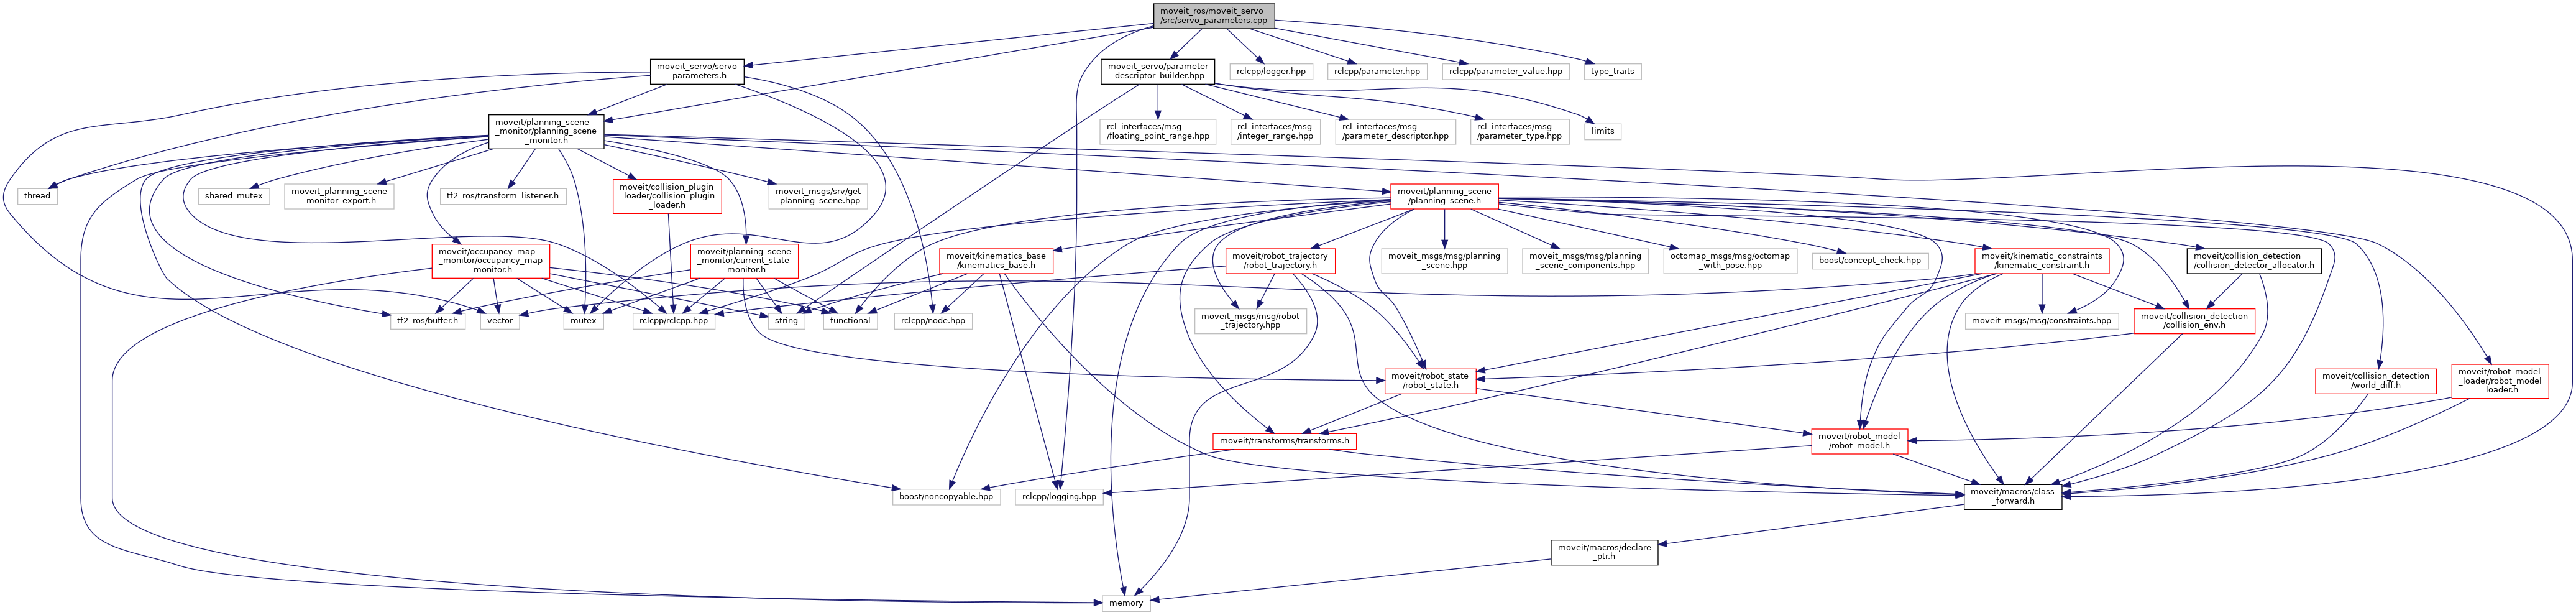 moveit_ros/moveit_servo
/src/servo_parameters.cpp
moveit_servo/servo
_parameters.h
moveit_servo/parameter
_descriptor_builder.hpp
rclcpp/logger.hpp
rclcpp/parameter.hpp
rclcpp/parameter_value.hpp
type_traits
moveit/planning_scene
_monitor/planning_scene
_monitor.h
rcl_interfaces/msg
/floating_point_range.hpp
rcl_interfaces/msg
/integer_range.hpp
rcl_interfaces/msg
/parameter_descriptor.hpp
rcl_interfaces/msg
/parameter_type.hpp
limits
thread
shared_mutex
moveit_planning_scene
_monitor_export.h
tf2_ros/transform_listener.h
moveit/collision_plugin
_loader/collision_plugin
_loader.h
moveit_msgs/srv/get
_planning_scene.hpp
moveit/planning_scene
/planning_scene.h
moveit/occupancy_map
_monitor/occupancy_map
_monitor.h
moveit/planning_scene
_monitor/current_state
_monitor.h
moveit/kinematics_base
/kinematics_base.h
moveit/robot_trajectory
/robot_trajectory.h
moveit_msgs/msg/planning
_scene.hpp
moveit_msgs/msg/planning
_scene_components.hpp
octomap_msgs/msg/octomap
_with_pose.hpp
boost/concept_check.hpp
moveit/kinematic_constraints
/kinematic_constraint.h
moveit/collision_detection
/collision_detector_allocator.h
tf2_ros/buffer.h
vector
mutex
rclcpp/rclcpp.hpp
string
functional
rclcpp/node.hpp
moveit_msgs/msg/robot
_trajectory.hpp
moveit_msgs/msg/constraints.hpp
moveit/collision_detection
/collision_env.h
moveit/robot_state
/robot_state.h
moveit/collision_detection
/world_diff.h
moveit/robot_model
_loader/robot_model
_loader.h
moveit/transforms/transforms.h
moveit/robot_model
/robot_model.h
boost/noncopyable.hpp
rclcpp/logging.hpp
moveit/macros/class
_forward.h
moveit/macros/declare
_ptr.h
memory